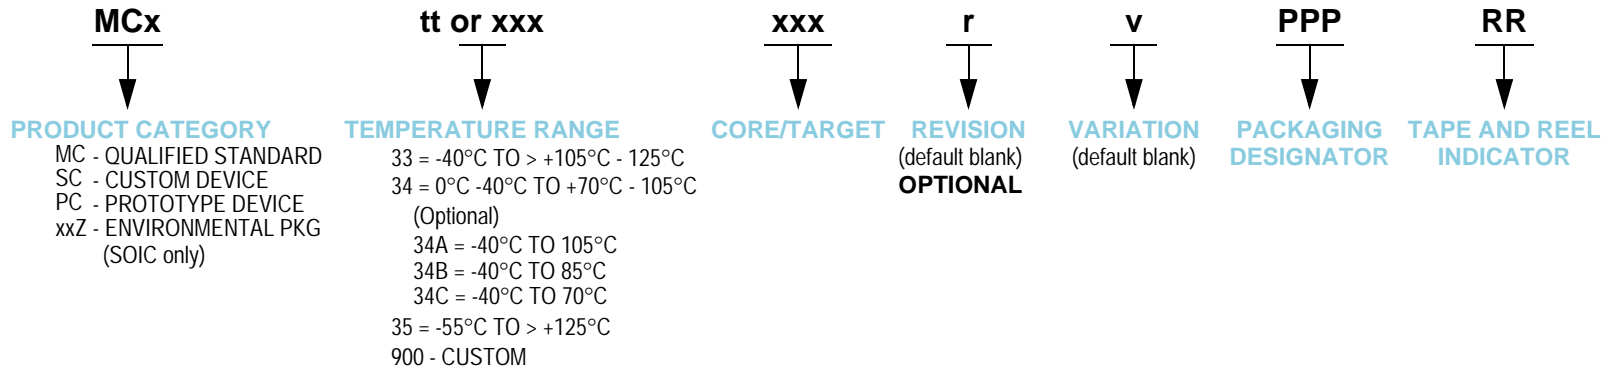 MCx tt or xxx xxx r v PPP RR
PRODUCT CATEGORY
MC - QUALIFIED STANDARD
SC - CUSTOM DEVICE
PC - PROTOTYPE DEVICE
xxZ - ENVIRONMENTAL PKG
(SOIC only)
TEMPERATURE RANGE
33 = -40°C TO > +105°C - 125°C
34 = 0°C -40°C TO +70°C - 105°C
(Optional)
34A = -40°C TO 105°C
34B = -40°C TO 85°C
34C = -40°C TO 70°C
35 = -55°C TO > +125°C
900 - CUSTOM
CORE/TARGET
REVISION
(default blank)
OPTIONAL
VARIATION
(default blank)
PACKAGING
DESIGNATOR
TAPE AND REEL
INDICATOR